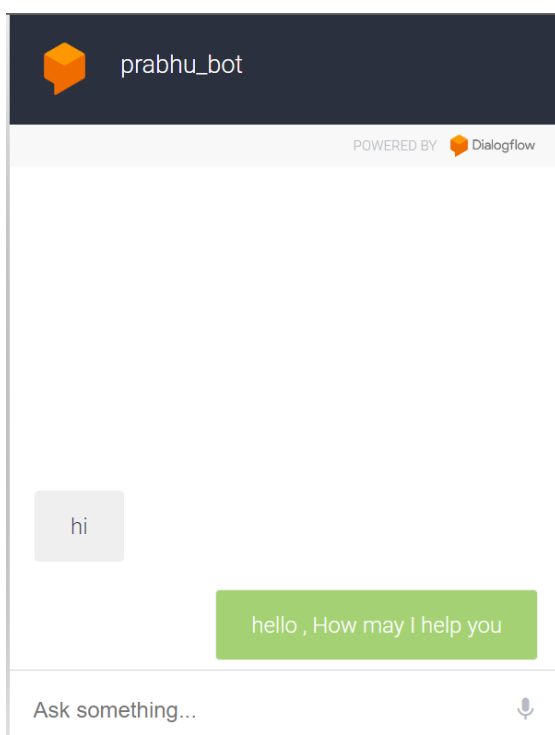 prabhu_bot
POWERED BY Dialogflow
hi
hello , How may I help you
Ask something...